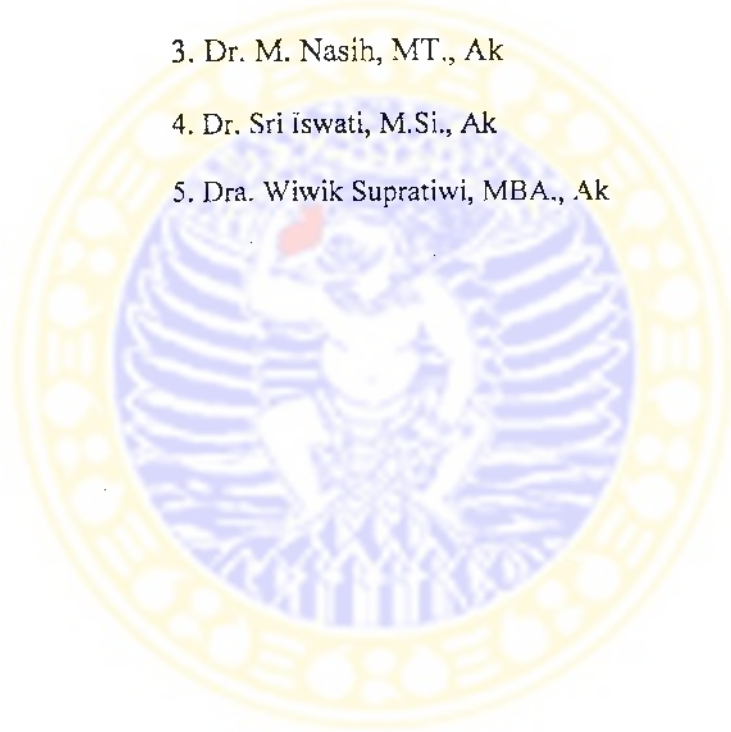 3. Dr. M. Nasih, MT., Ak
4. Dr. Sri Iswati, M.Si., Ak
5. Dra. Wiwik Supratiwi, MBA., Ak